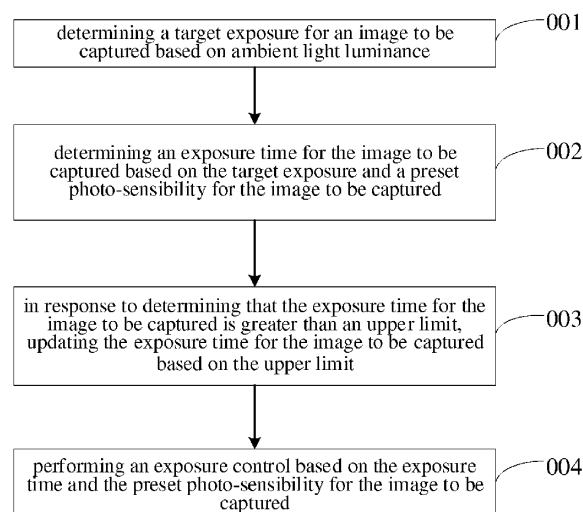 determining a target exposure for an image to be
captured based on ambient light luminance
001
determining an exposure time for the image to be
captured based on the target exposure and a preset
photo-sensibility for the image to be captured
002
in response to determining that the exposure time for the
image to be captured is greater than an upper limit,
updating the exposure time for the image to be captured
based on the upper limit
003
performing an exposure control based on the exposure
time and the preset photo-sensibility for the image to be
captured
004